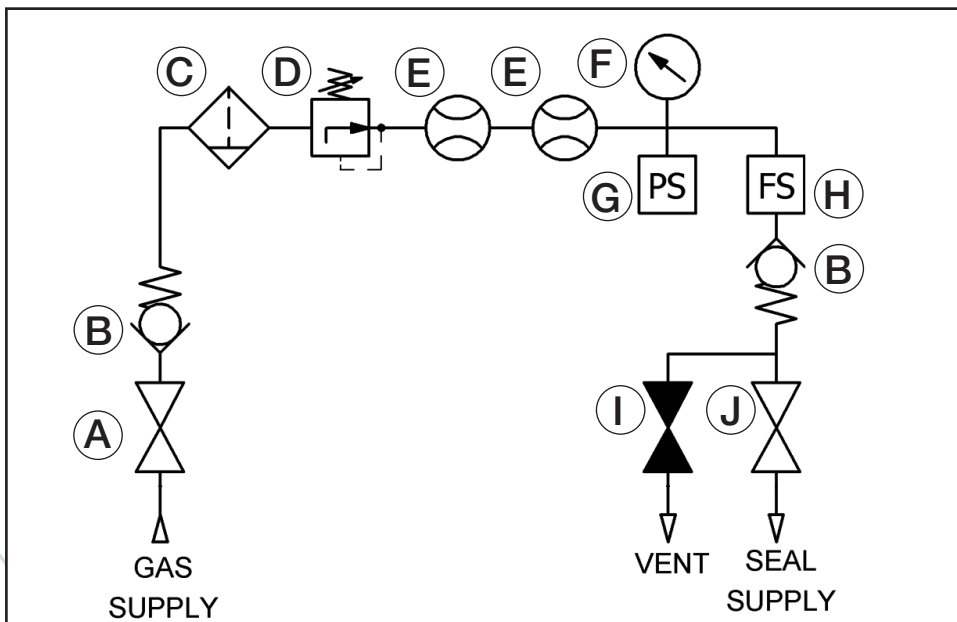 C D E E F
G PS FS H
B B
A I J
GAS
SUPPLY
VENT SEAL
SUPPLY